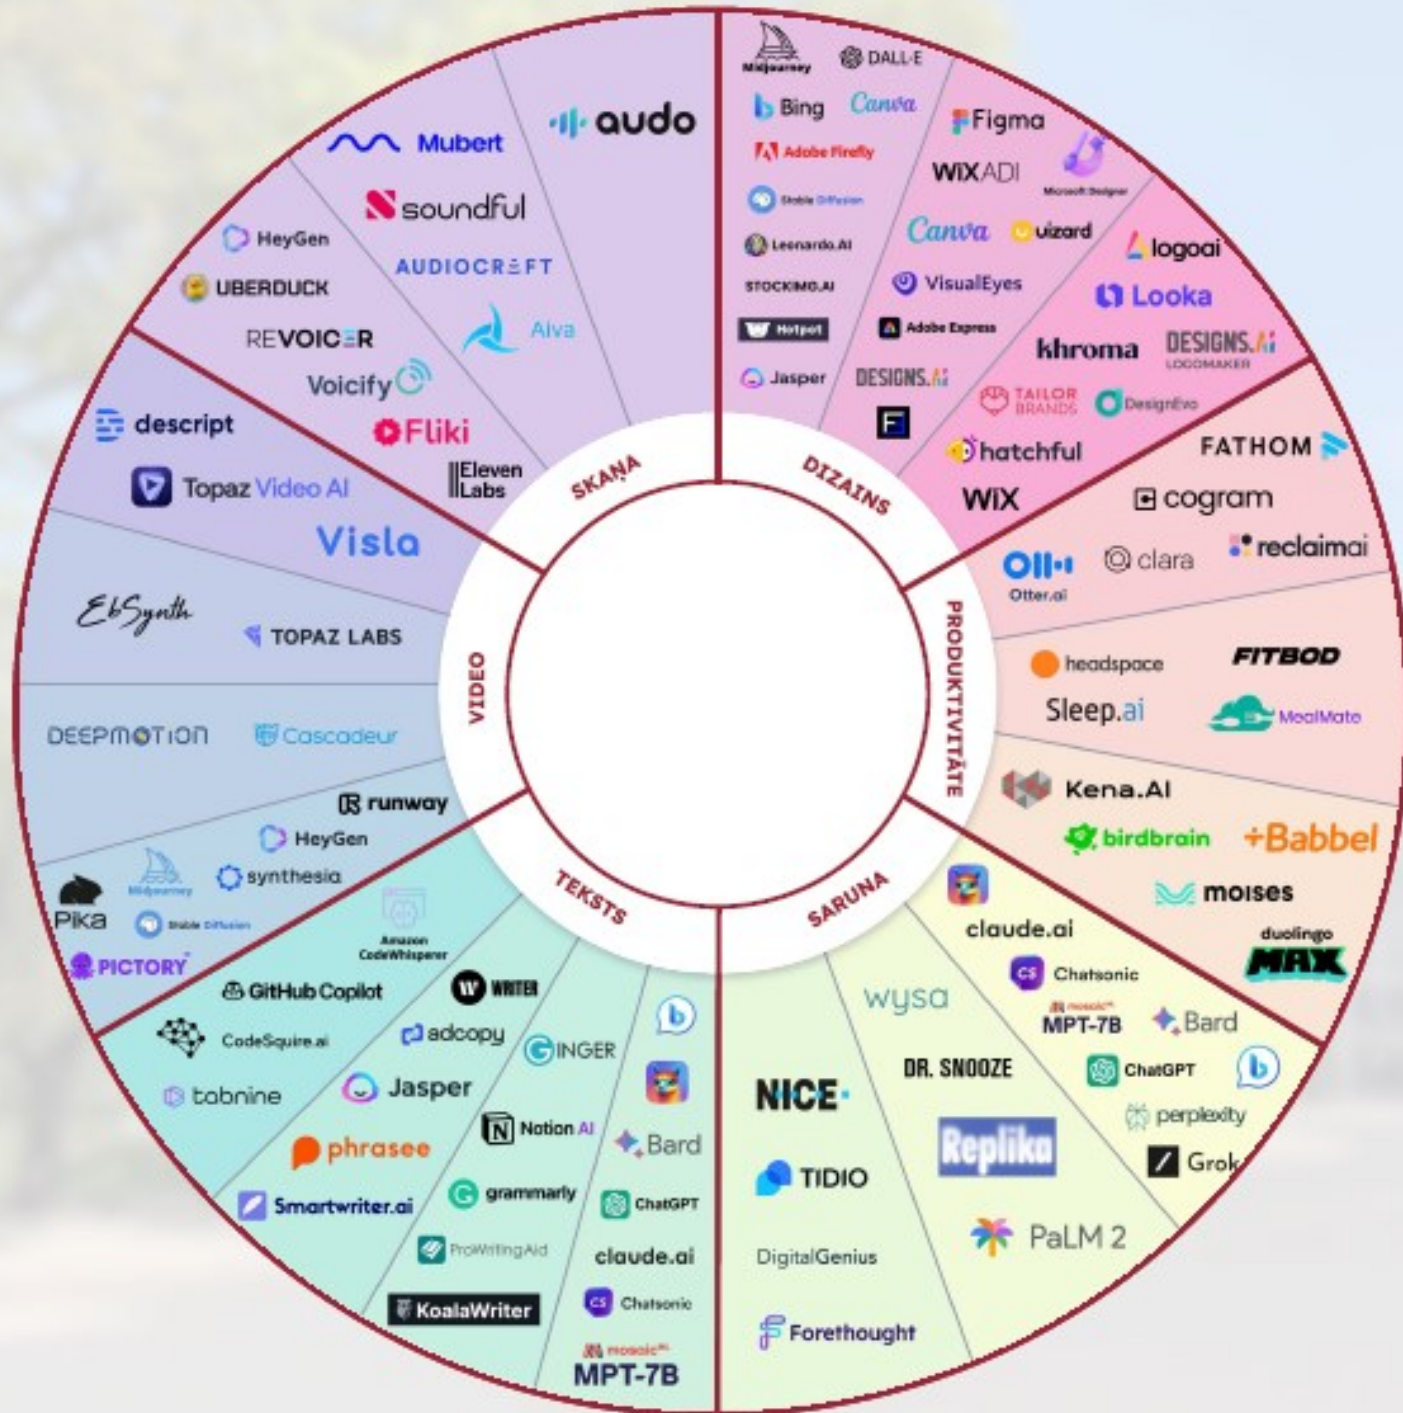 SKAŅA
DIZAINS
PRODUKTIVITĀTE
SARUNA
TEKSTS
VIDEO
Midjourney
DALL·E
Bing
Canva
Adobe Firefly
Stable Diffusion
Leonardo.AI
STOCKIMG.AI
Hotpot
Jasper
Figma
WiXADI
Microsoft Designer
Canva
uizard
VisualEyes
Adobe Express
DESIGNS.Ai
logoai
Looka
khroma
DESIGNS.Ai
LOGOMAKER
TAILOR
BRANDS
DesignEvo
hatchful
WiX
FATHOM
cogram
reclaimai
clara
Otter.ai
headspace
FITBOD
Sleep.ai
MealMate
Kena.AI
birdbrain
+Babbel
moises
duolingo
MAX
claude.ai
CS Chatsonic
mosaic
MPT-7B
Bard
ChatGPT
perplexity
Grok
wysa
DR. SNOOZE
Replika
PaLM 2
NICE
TIDIO
DigitalGenius
Forethought
Bard
ChatGPT
claude.ai
CS Chatsonic
mosaic
MPT-7B
GINGER
Notion AI
grammarly
ProWritingAid
KoalaWriter
WRITER
adcopy
Jasper
phrasee
Smartwriter.ai
Amazon
CodeWhisperer
GitHub Copilot
CodeSquire.ai
tabnine
runway
HeyGen
Midjourney
synthesia
Pika
Stable Diffusion
PICTORY
DEEPMOTION
Cascadeur
EbSynth
TOPAZ LABS
descript
Topaz Video AI
Visla
HeyGen
UBERDUCK
REVOICER
Voicify
Fliki
Eleven
Labs
Mubert
soundful
AUDIOCRAFT
AIva
audo